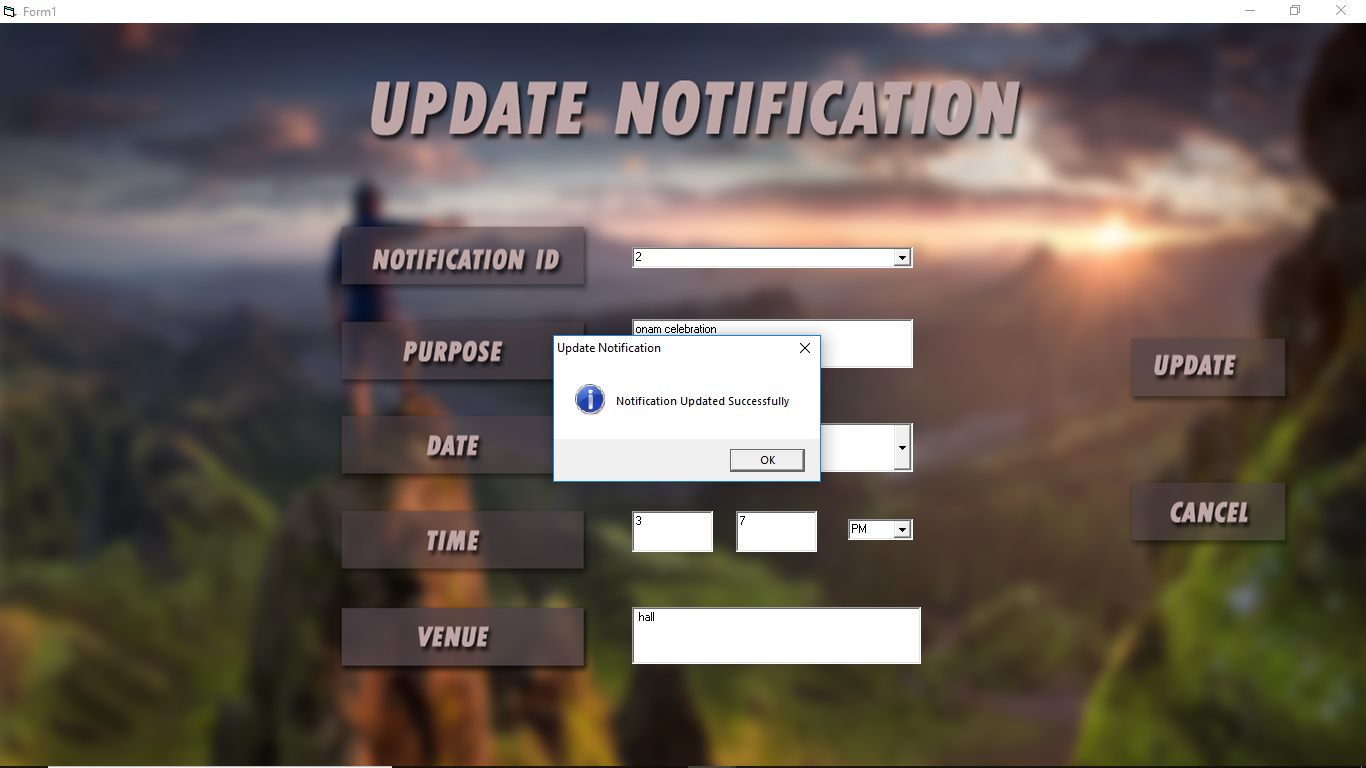 Form1
UPDATE NOTIFICATION
NOTIFICATION ID
2
PURPOSE
onam celebration
Update Notification
Notification Updated Successfully
OK
UPDATE
DATE
TIME
3
7
PM
CANCEL
VENUE
hall